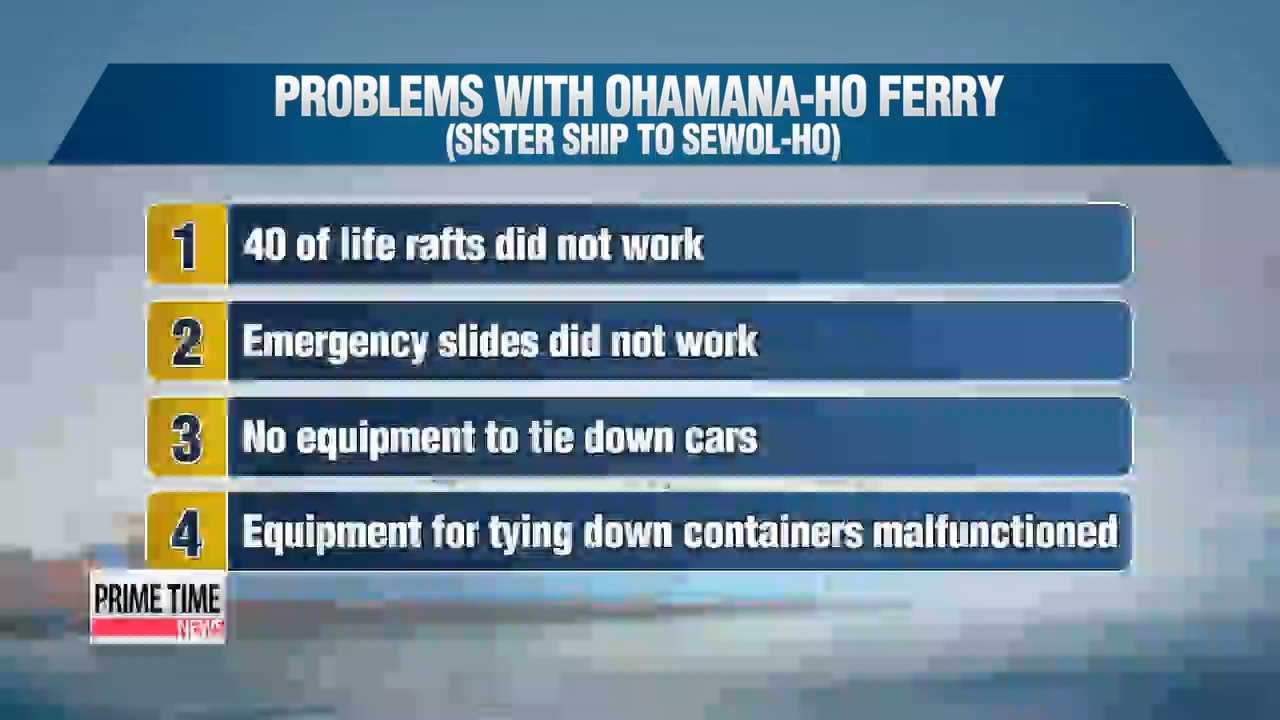 PROBLEMS WITH OHAMANA-HO FERRY
(SISTER SHIP TO SEWOL-HO)
1 40 of life rafts did not work
2 Emergency slides did not work
3 No equipment to tie down cars
4 Equipment for tying down containers malfunctioned
PRIME TIME
NEWS